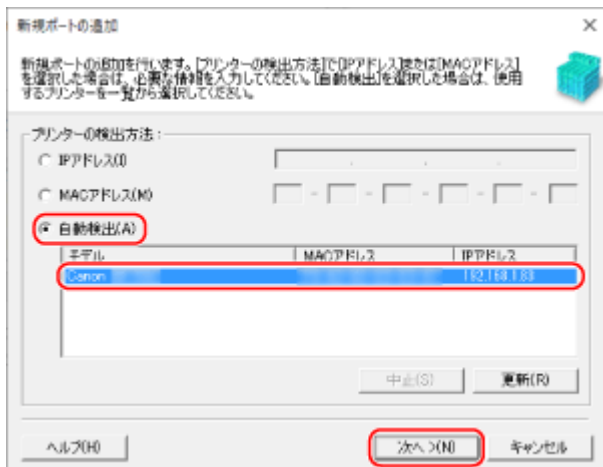 新規ポートの追加
新規ポートの追加を行います。[プリンターの検出方法]で[IPアドレス]または[MACアドレス]
を選択した場合は、必要な情報を入力してください。[自動検出]を選択した場合は、使用
するプリンターを一覧から選択してください。
プリンターの検出方法:
IPアドレス(I)
MACアドレス(M)
自動検出(A)
モデル MACアドレス IPアドレス
Canon 192.168.1.83
中止(S) 更新(R)
ヘルプ(H) 次へ >(N) キャンセル